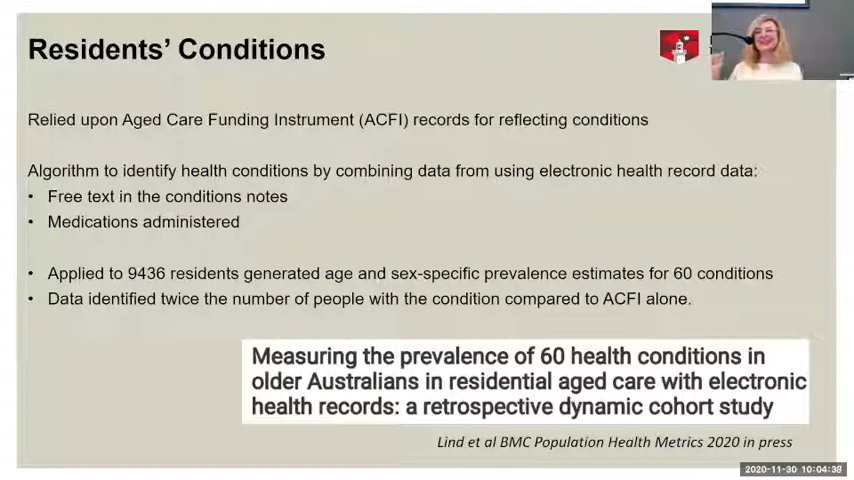 Residents’ Conditions
Relied upon Aged Care Funding Instrument (ACFI) records for reflecting conditions
Algorithm to identify health conditions by combining data from using electronic health record data:
• Free text in the conditions notes
• Medications administered
• Applied to 9436 residents generated age and sex-specific prevalence estimates for 60 conditions
• Data identified twice the number of people with the condition compared to ACFI alone.
Measuring the prevalence of 60 health conditions in
older Australians in residential aged care with electronic
health records: a retrospective dynamic cohort study
Lind et al BMC Population Health Metrics 2020 in press
2020-11-30 10:04:38